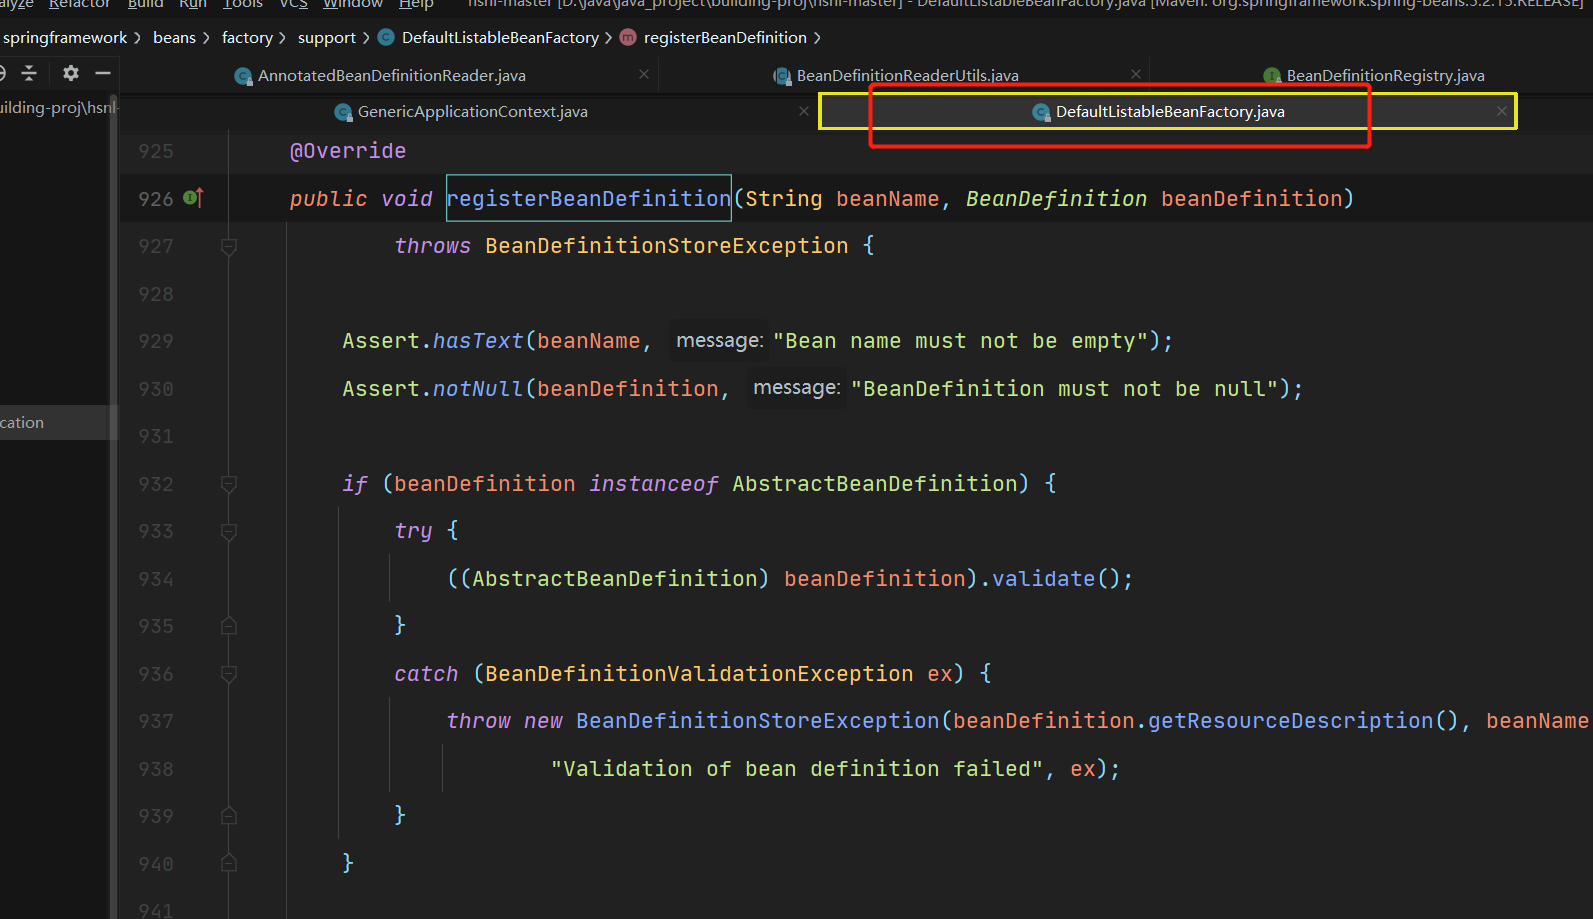 alyze Refactor Build Run Tools VCS Window Help hsnl-master [D:\java\java_project\building-proj\hsnl-master] - DefaultListableBeanFactory.java [Maven: org.springframework:spring-beans:5.2.15.RELEASE]
springframework > beans > factory > support > DefaultListableBeanFactory > registerBeanDefinition >
AnnotatedBeanDefinitionReader.java BeanDefinitionReaderUtils.java BeanDefinitionRegistry.java
uilding-proj\hsnl- GenericApplicationContext.java DefaultListableBeanFactory.java
925 @Override
926 public void registerBeanDefinition(String beanName, BeanDefinition beanDefinition)
927 throws BeanDefinitionStoreException {
928
929 Assert.hasText(beanName, message: "Bean name must not be empty");
930 Assert.notNull(beanDefinition, message: "BeanDefinition must not be null");
cation
931
932 if (beanDefinition instanceof AbstractBeanDefinition) {
933 try {
934 ((AbstractBeanDefinition) beanDefinition).validate();
935 }
936 catch (BeanDefinitionValidationException ex) {
937 throw new BeanDefinitionStoreException(beanDefinition.getResourceDescription(), beanName
938 "Validation of bean definition failed", ex);
939 }
940 }
941